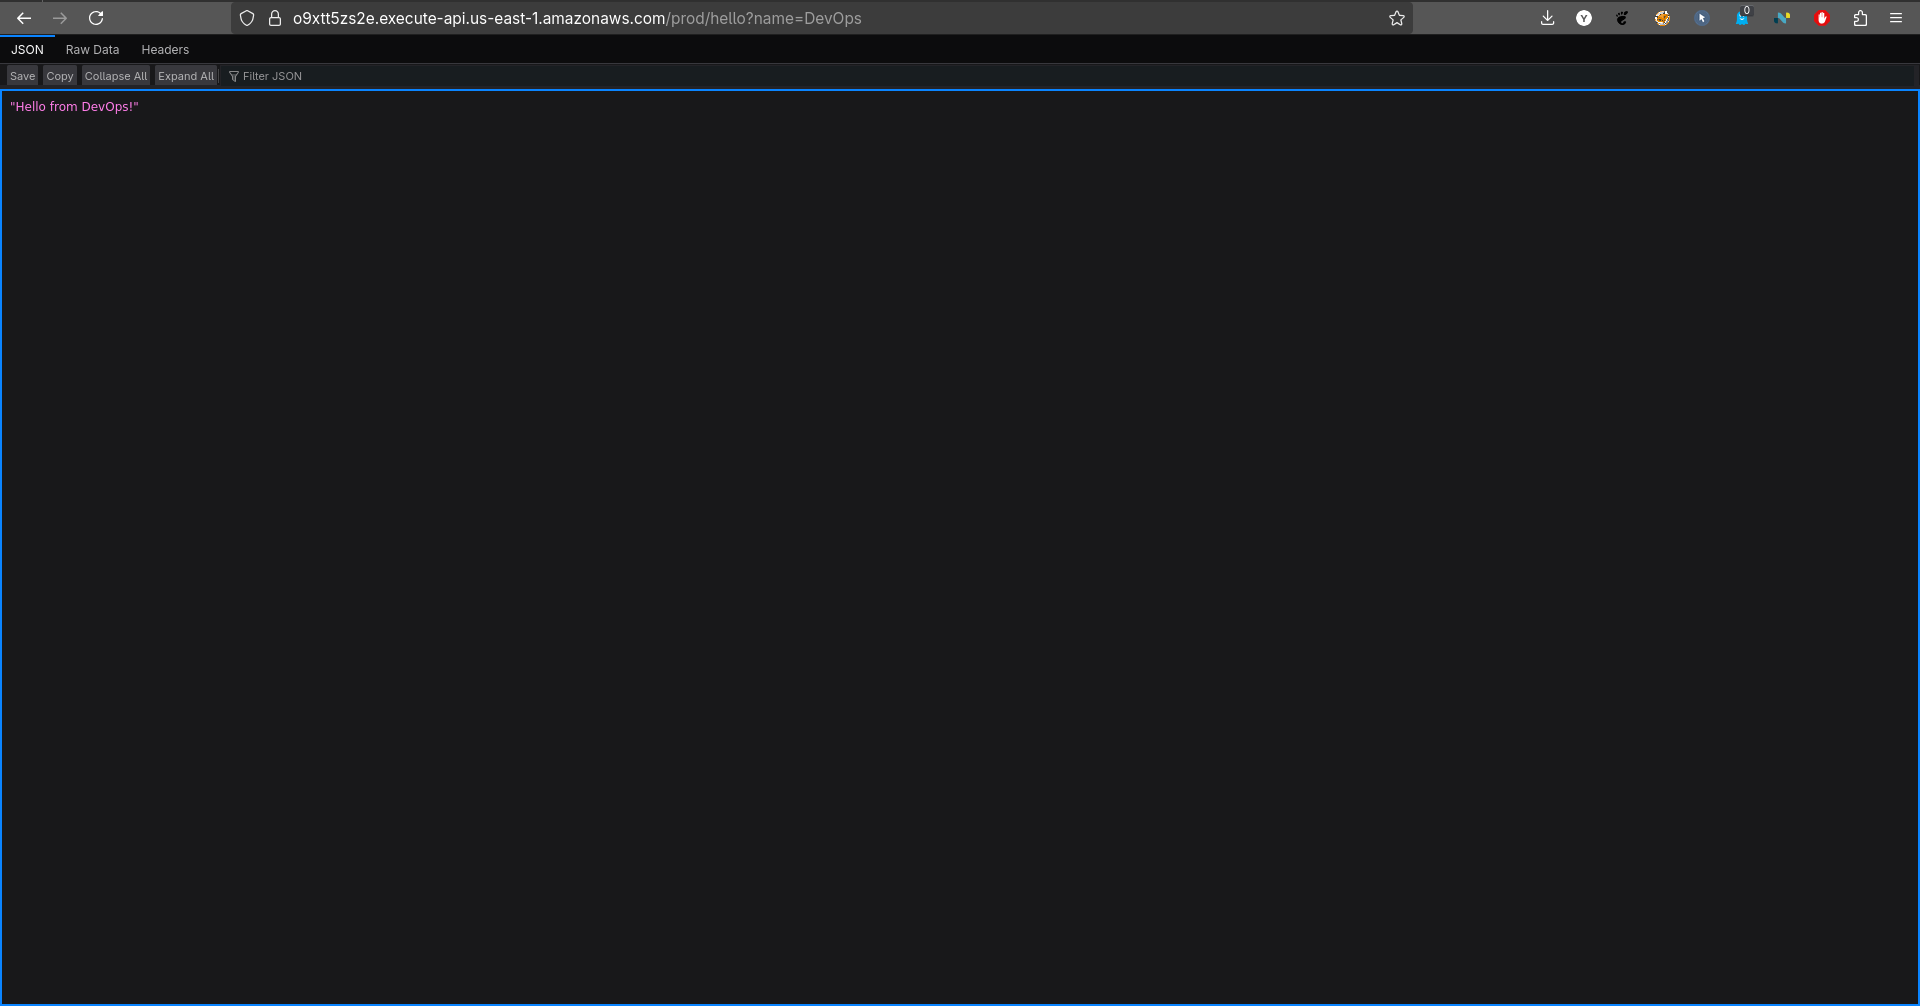 o9xtt5zs2e.execute-api.us-east-1.amazonaws.com/prod/hello?name=DevOps
Y
0
N
JSON Raw Data Headers
Save Copy Collapse All Expand All Filter JSON
"Hello from DevOps!"